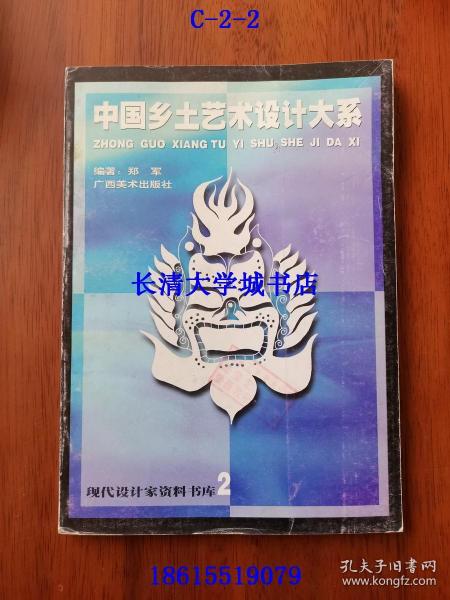 C-2-2
中国乡土艺术设计大系
ZHONG GUO XIANG TU YI SHU SHE JI DA XI
编著：郑 军
广西美术出版社
长清大学城书店
现代设计家资料书库 2
18615519079
孔夫子旧书网
www.kongfz.com